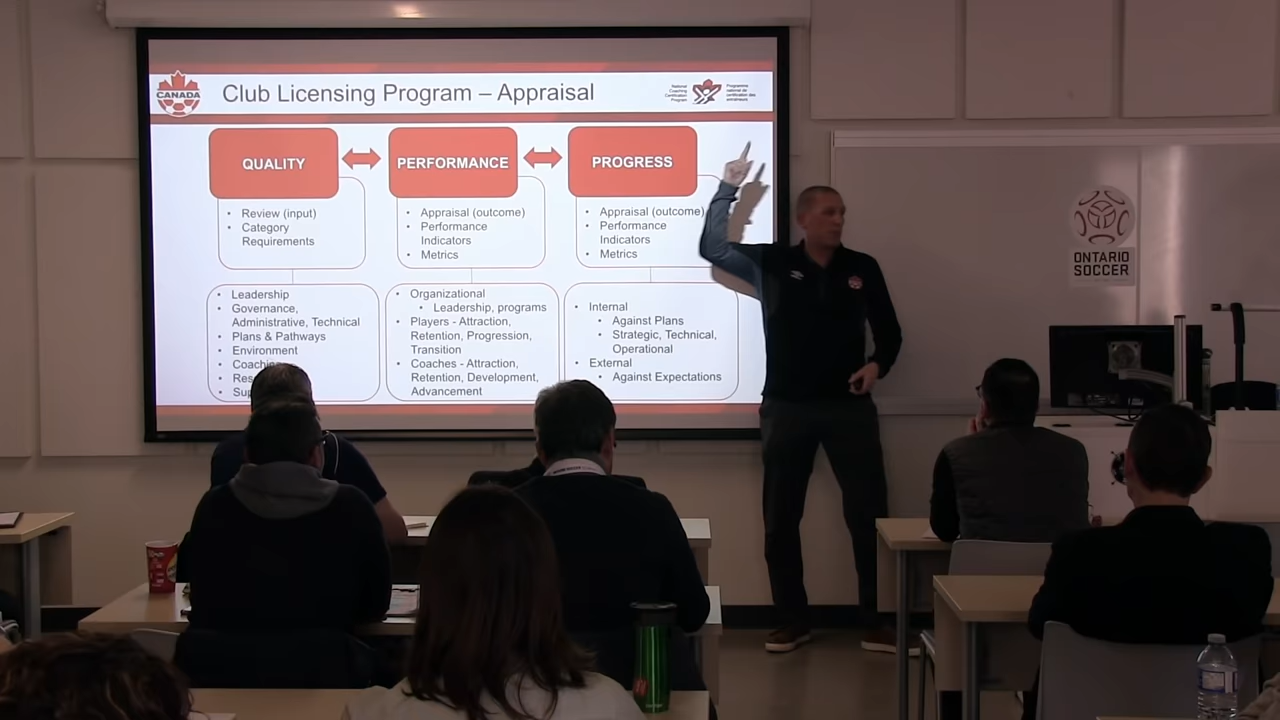 CANADA
Club Licensing Program – Appraisal
National
Coaching
Certification
Program
Programme
national de
certification des
entraîneurs
QUALITY
PERFORMANCE
PROGRESS
• Review (input)
• Category
Requirements
• Appraisal (outcome)
• Performance
Indicators
• Metrics
• Appraisal (outcome)
• Performance
Indicators
• Metrics
• Leadership
• Governance,
Administrative, Technical
• Plans & Pathways
• Environment
• Coaching
• Organizational
• Leadership, programs
• Players - Attraction,
Retention, Progression,
Transition
• Coaches - Attraction,
Retention, Development,
Advancement
• Internal
• Against Plans
• Strategic, Technical,
Operational
• External
• Against Expectations
ONTARIO
SOCCER